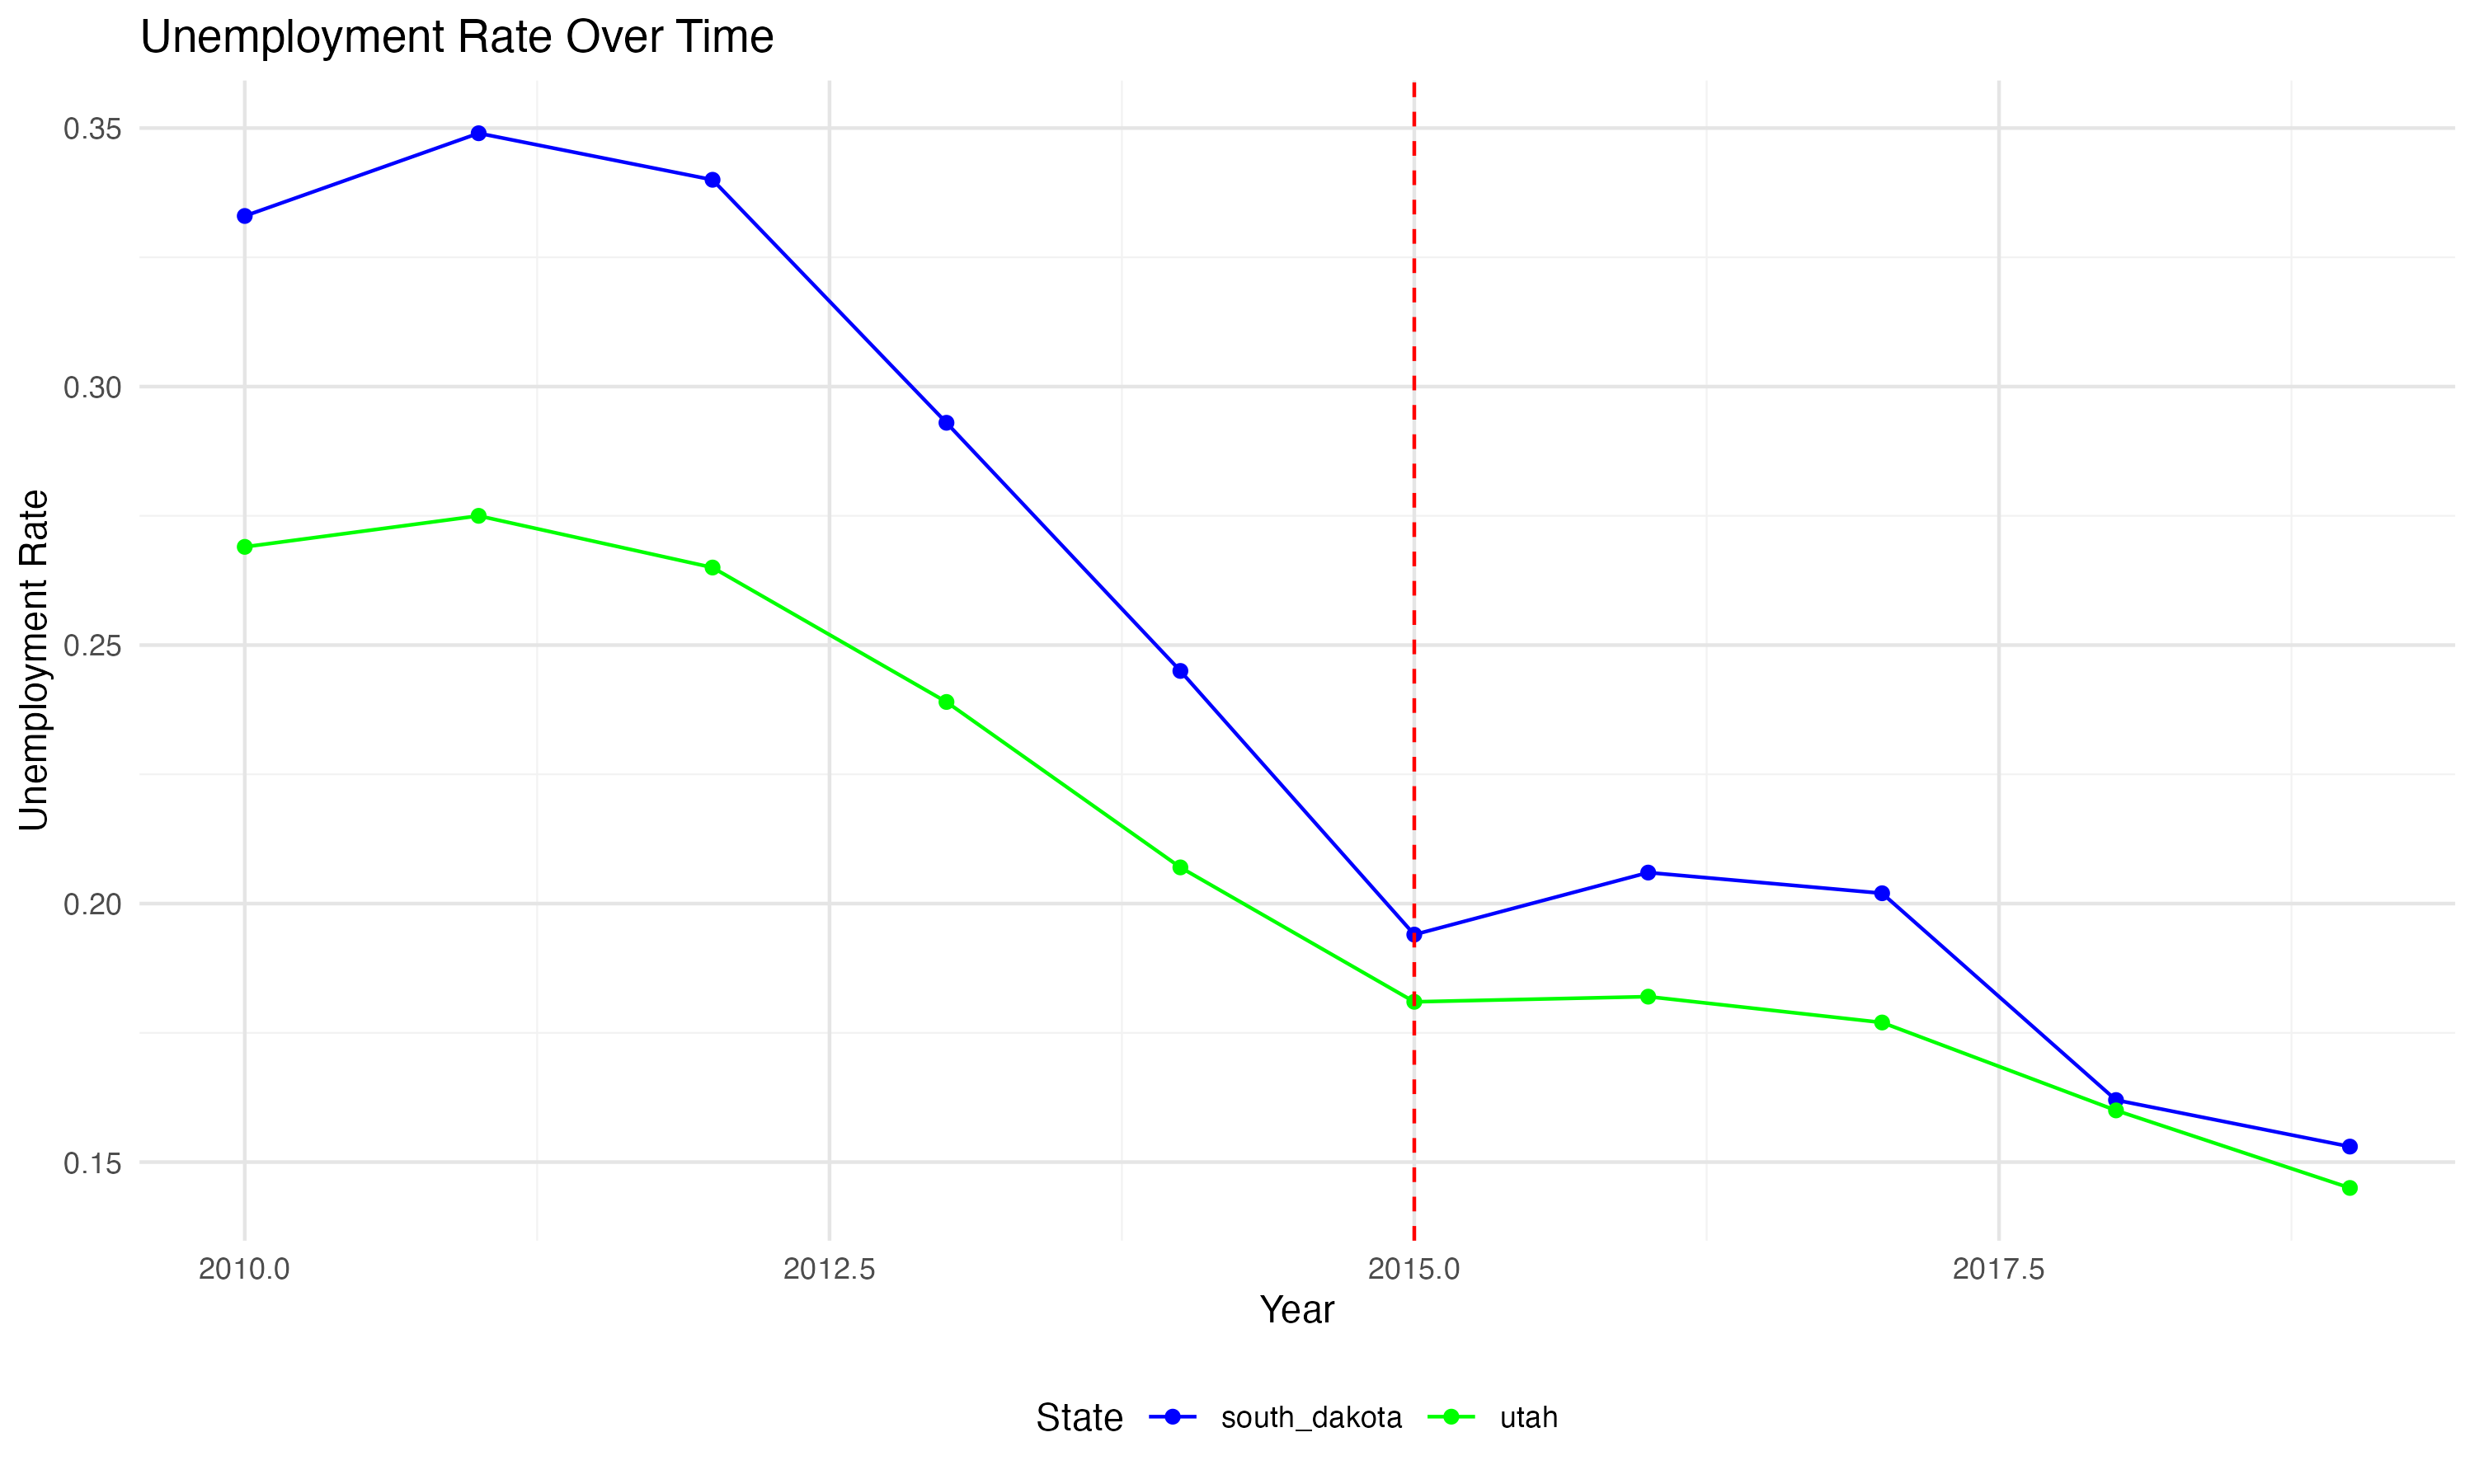 Unemployment Rate Over Time
Unemployment Rate
0.35
0.30
0.25
0.20
0.15
2010.0 2012.5 2015.0 2017.5
Year
State south_dakota utah